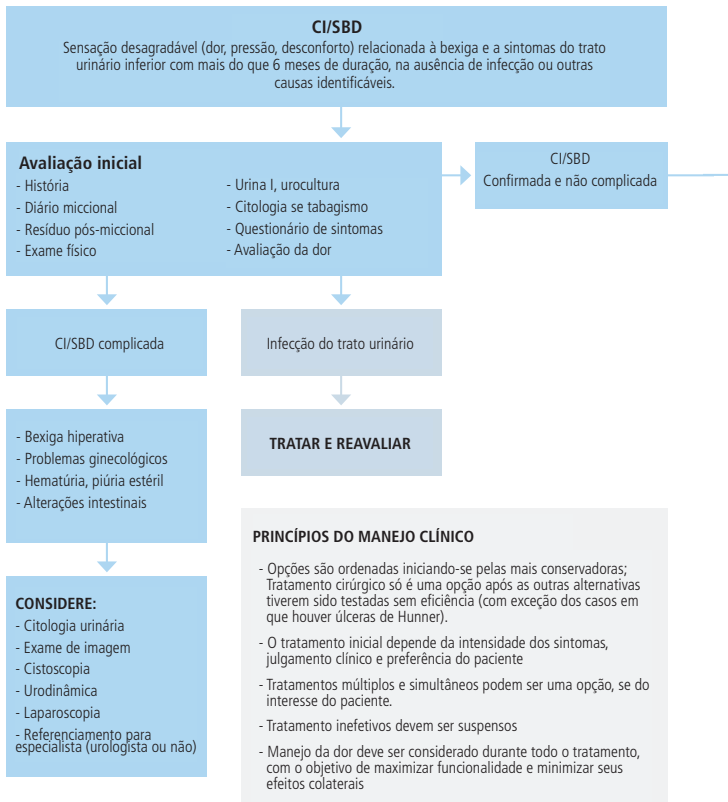 CI/SBD
Sensação desagradável (dor, pressão, desconforto) relacionada à bexiga e a sintomas do trato
urinário inferior com mais do que 6 meses de duração, na ausência de infecção ou outras
causas identificáveis.
Avaliação inicial
- História
- Diário miccional
- Resíduo pós-miccional
- Exame físico
- Urina I, urocultura
- Citologia se tabagismo
- Questionário de sintomas
- Avaliação da dor
CI/SBD
Confirmada e não complicada
CI/SBD complicada
Infecção do trato urinário
- Bexiga hiperativa
- Problemas ginecológicos
- Hematúria, piúria estéril
- Alterações intestinais
TRATAR E REAVALIAR
CONSIDERE:
- Citologia urinária
- Exame de imagem
- Cistoscopia
- Urodinâmica
- Laparoscopia
- Referenciamento para
especialista (urologista ou não)
PRINCÍPIOS DO MANEJO CLÍNICO
- Opções são ordenadas iniciando-se pelas mais conservadoras;
Tratamento cirúrgico só é uma opção após as outras alternativas
tiverem sido testadas sem eficiência (com exceção dos casos em
que houver úlceras de Hunner).
- O tratamento inicial depende da intensidade dos sintomas,
julgamento clínico e preferência do paciente
- Tratamentos múltiplos e simultâneos podem ser uma opção, se do
interesse do paciente.
- Tratamento inefetivos devem ser suspensos
- Manejo da dor deve ser considerado durante todo o tratamento,
com o objetivo de maximizar funcionalidade e minimizar seus
efeitos colaterais